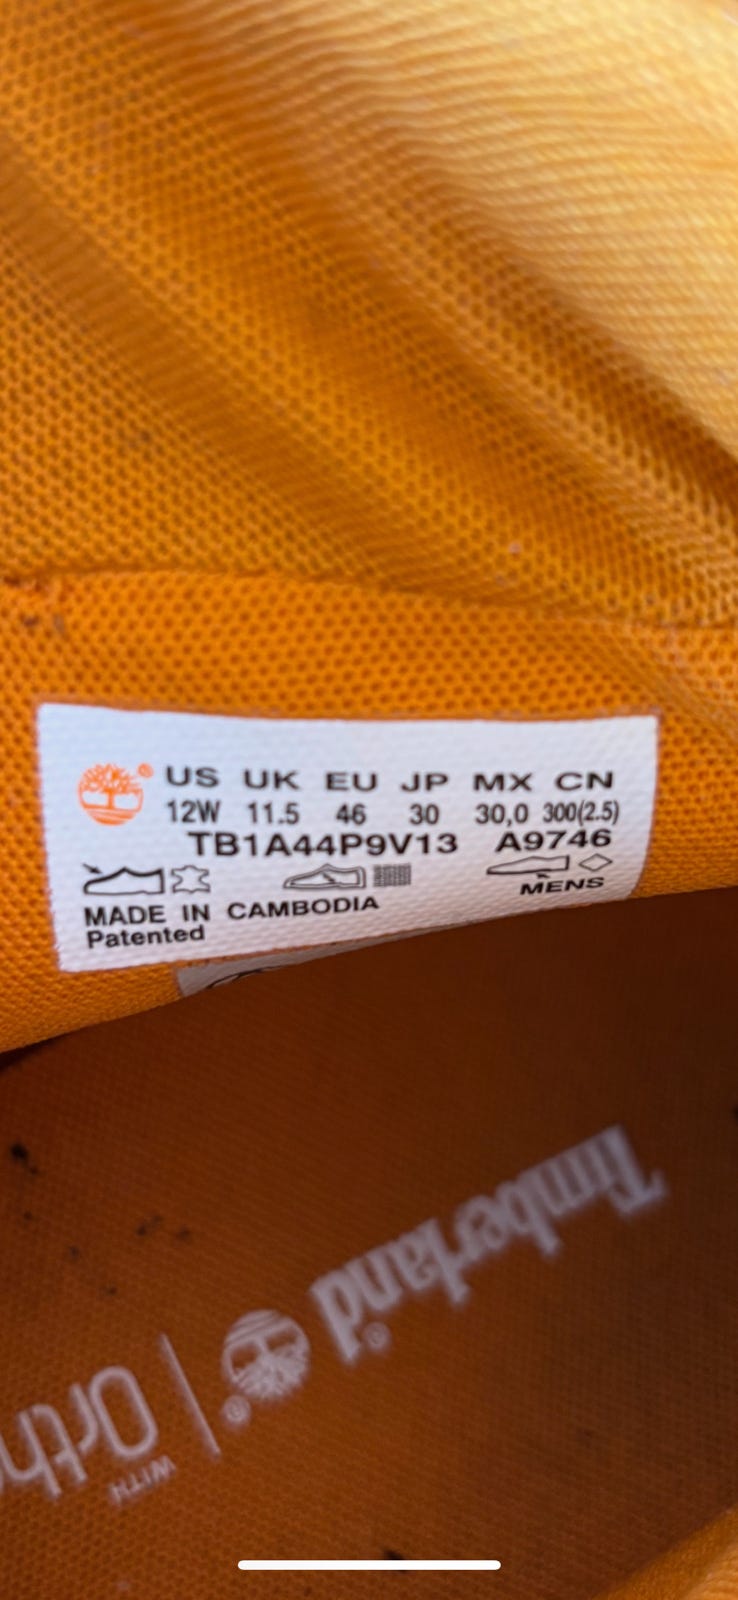 ® US UK EU JP MX CN
12W 11.5 46 30 30,0 300(2.5)
TB1A44P9V13 A9746
MENS
MADE IN CAMBODIA
Patented
Timberland®
®
WITH
Ortho